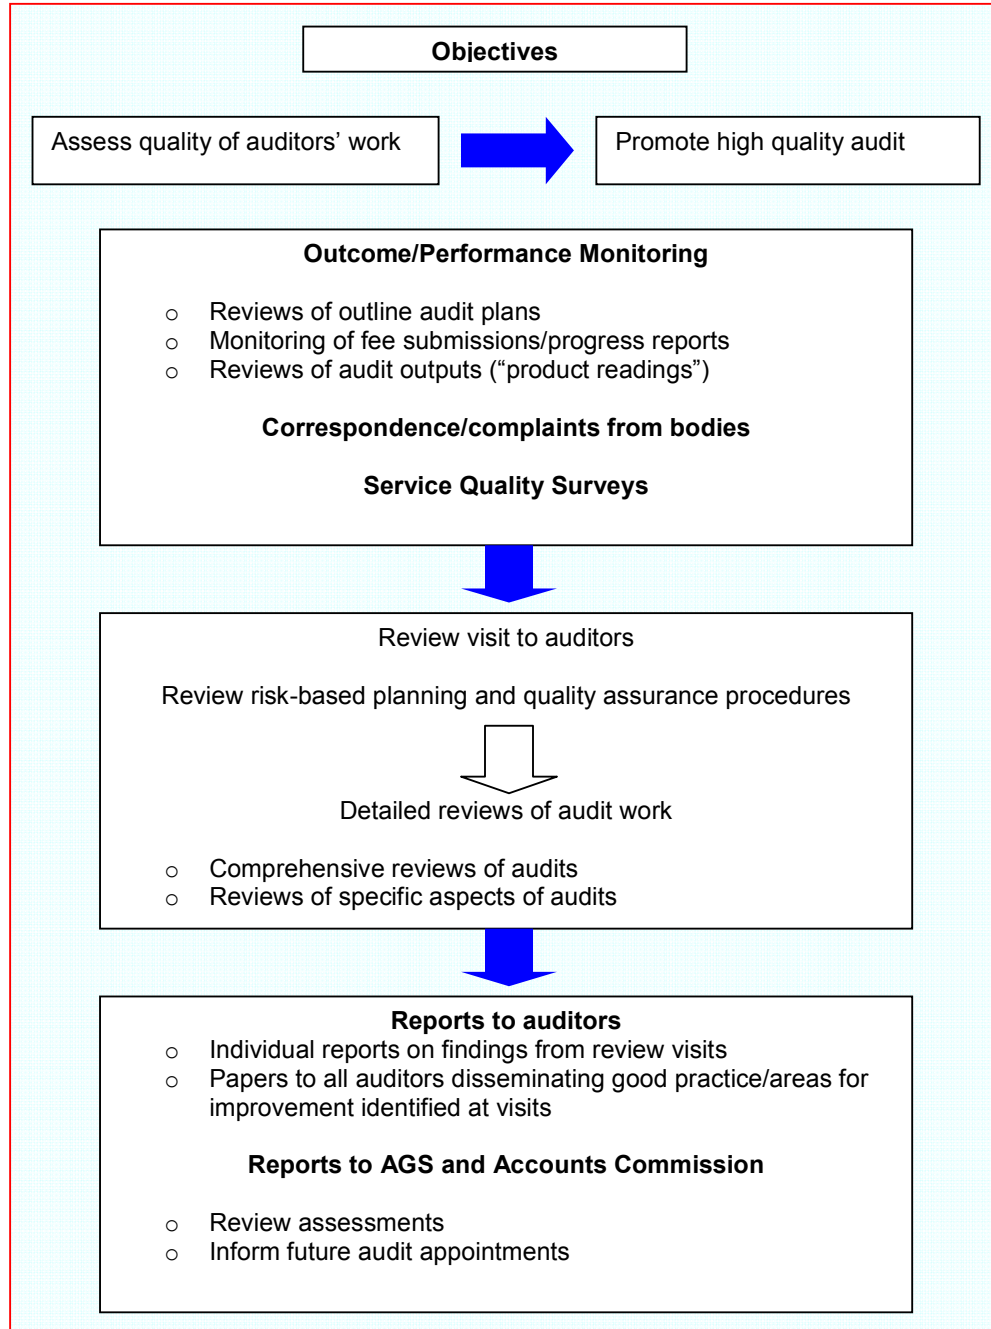 Objectives
Assess quality of auditors’ work
Promote high quality audit
Outcome/Performance Monitoring
o Reviews of outline audit plans
o Monitoring of fee submissions/progress reports
o Reviews of audit outputs (“product readings”)
Correspondence/complaints from bodies
Service Quality Surveys
Review visit to auditors
Review risk-based planning and quality assurance procedures
Detailed reviews of audit work
o Comprehensive reviews of audits
o Reviews of specific aspects of audits
Reports to auditors
o Individual reports on findings from review visits
o Papers to all auditors disseminating good practice/areas for
improvement identified at visits
Reports to AGS and Accounts Commission
o Review assessments
o Inform future audit appointments